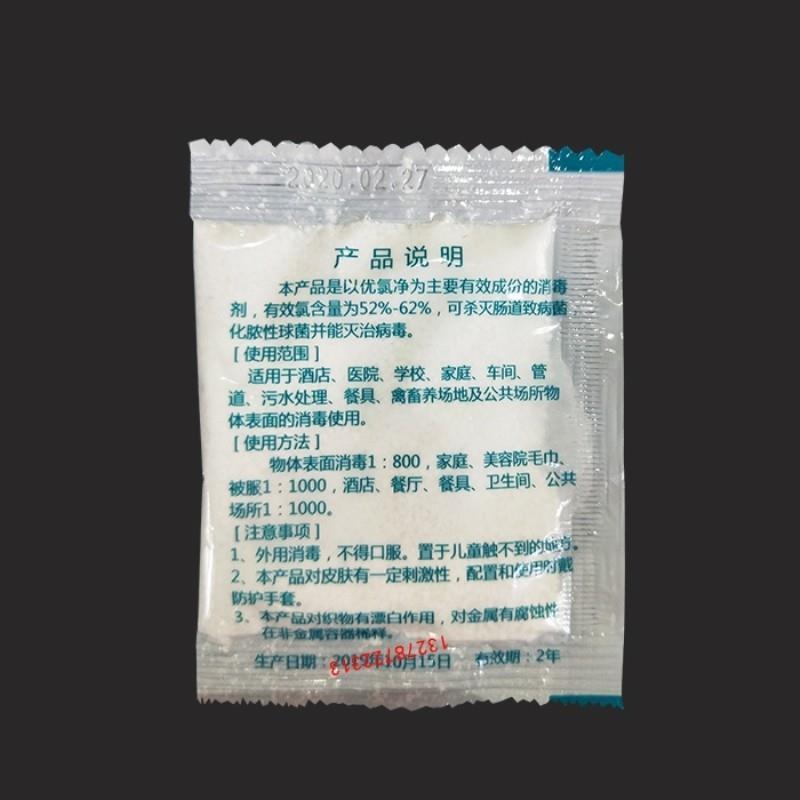 2020.02.27
产品说明
本产品是以优氯净为主要有效成份的消毒
剂，有效氯含量为52%-62%，可杀灭肠道致病菌，
化脓性球菌并能灭治病毒。
[使用范围]
适用于酒店、医院、学校、家庭、车间、管
道、污水处理、餐具、禽畜养场地及公共场所物
体表面的消毒使用。
[使用方法]
物体表面消毒1：800，家庭、美容院毛巾、
被服1：1000，酒店、餐厅、餐具、卫生间、公共
场所1：1000。
[注意事项]
1、外用消毒，不得口服。置于儿童触不到的地方。
2、本产品对皮肤有一定刺激性，配置和使用时戴
防护手套。
3、本产品对织物有漂白作用，对金属有腐蚀性
在非金属容器稀释。
生产日期：2019年10月15日 有效期：2年